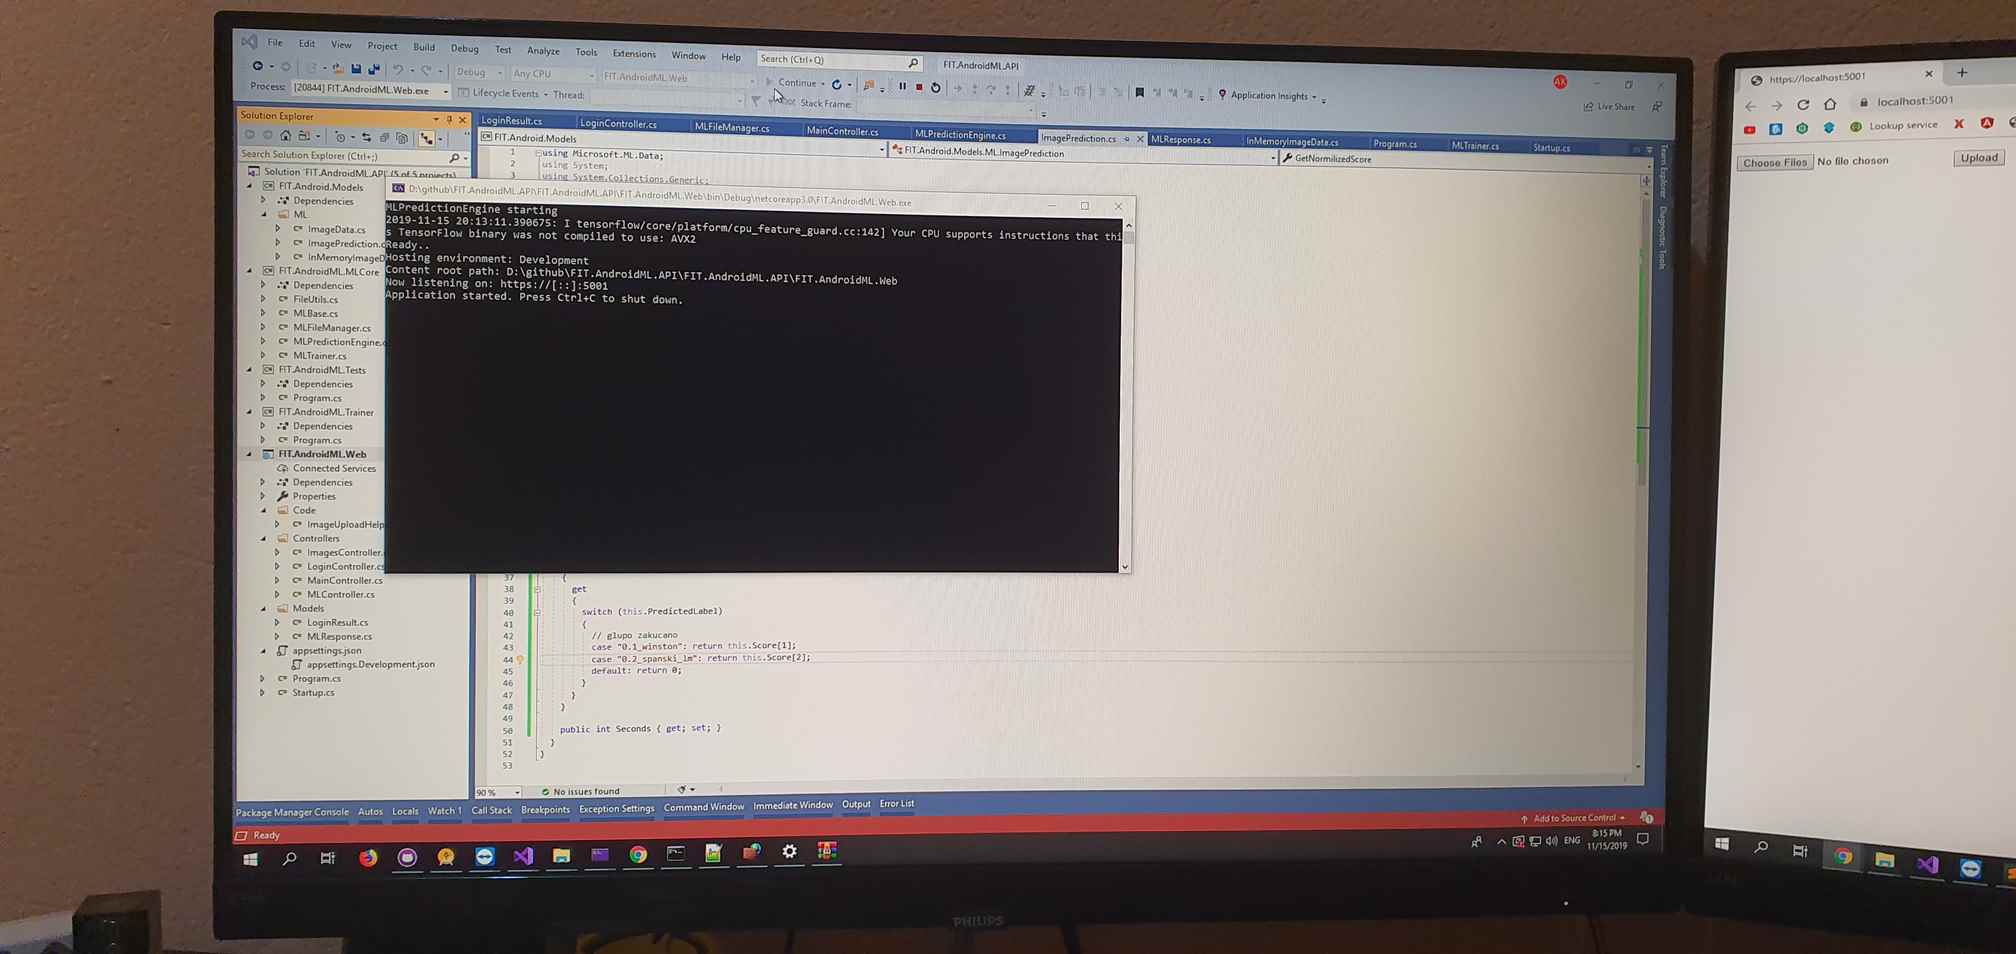 File Edit View Project Build Debug Test Analyze Tools Extensions Window Help Search (Ctrl+Q) FIT.AndroidML.API AK
Debug Any CPU FIT.AndroidML.Web Continue Application Insights Live Share
Process: [20844] FIT.AndroidML.Web.exe Lifecycle Events Thread: Stack Frame:
Solution Explorer
Search Solution Explorer (Ctrl+;)
Solution 'FIT.AndroidML.API' (5 of 5 projects)
FIT.Android.Models
Dependencies
ML
ImageData.cs
ImagePrediction.c
InMemoryImageD
FIT.AndroidML.MLCore
Dependencies
FileUtils.cs
MLBase.cs
MLFileManager.cs
MLPredictionEngine.c
MLTrainer.cs
FIT.AndroidML.Tests
Dependencies
Program.cs
FIT.AndroidML.Trainer
Dependencies
Program.cs
FIT.AndroidML.Web
Connected Services
Dependencies
Properties
Code
ImageUploadHelp
Controllers
ImagesController.
LoginController.cs
MainController.cs
MLController.cs
Models
LoginResult.cs
MLResponse.cs
appsettings.json
appsettings.Development.json
Program.cs
Startup.cs
LoginResult.cs LoginController.cs MLFileManager.cs MainController.cs MLPredictionEngine.cs ImagePrediction.cs MLResponse.cs InMemoryImageData.cs Program.cs MLTrainer.cs Startup.cs
FIT.Android.Models FIT.Android.Models.ML.ImagePrediction GetNormilizedScore
1 using Microsoft.ML.Data;
2 using System;
3 using System.Collections.Generic;
D:\github\FIT.AndroidML.API\FIT.AndroidML.API\FIT.AndroidML.Web\bin\Debug\netcoreapp3.0\FIT.AndroidML.Web.exe
MLPredictionEngine starting
2019-11-15 20:13:11.390675: I tensorflow/core/platform/cpu_feature_guard.cc:142] Your CPU supports instructions that thi
s TensorFlow binary was not compiled to use: AVX2
Ready..
Hosting environment: Development
Content root path: D:\github\FIT.AndroidML.API\FIT.AndroidML.API\FIT.AndroidML.Web
Now listening on: https://[::]:5001
Application started. Press Ctrl+C to shut down.
37 {
38 get
39 {
40 switch (this.PredictedLabel)
41 {
42 // glupo zakucano
43 case "0.1_winston": return this.Score[1];
44 case "0.2_spanski_lm": return this.Score[2];
45 default: return 0;
46 }
47 }
48 }
49
50 public int Seconds { get; set; }
51 }
52 }
53
90 % No issues found
Team Explorer Diagnostic Tools
Package Manager Console Autos Locals Watch 1 Call Stack Breakpoints Exception Settings Command Window Immediate Window Output Error List
Ready Add to Source Control
ENG 8:15 PM
11/15/2019
PHILIPS
https://localhost:5001
localhost:5001
Lookup service
Choose Files No file chosen Upload